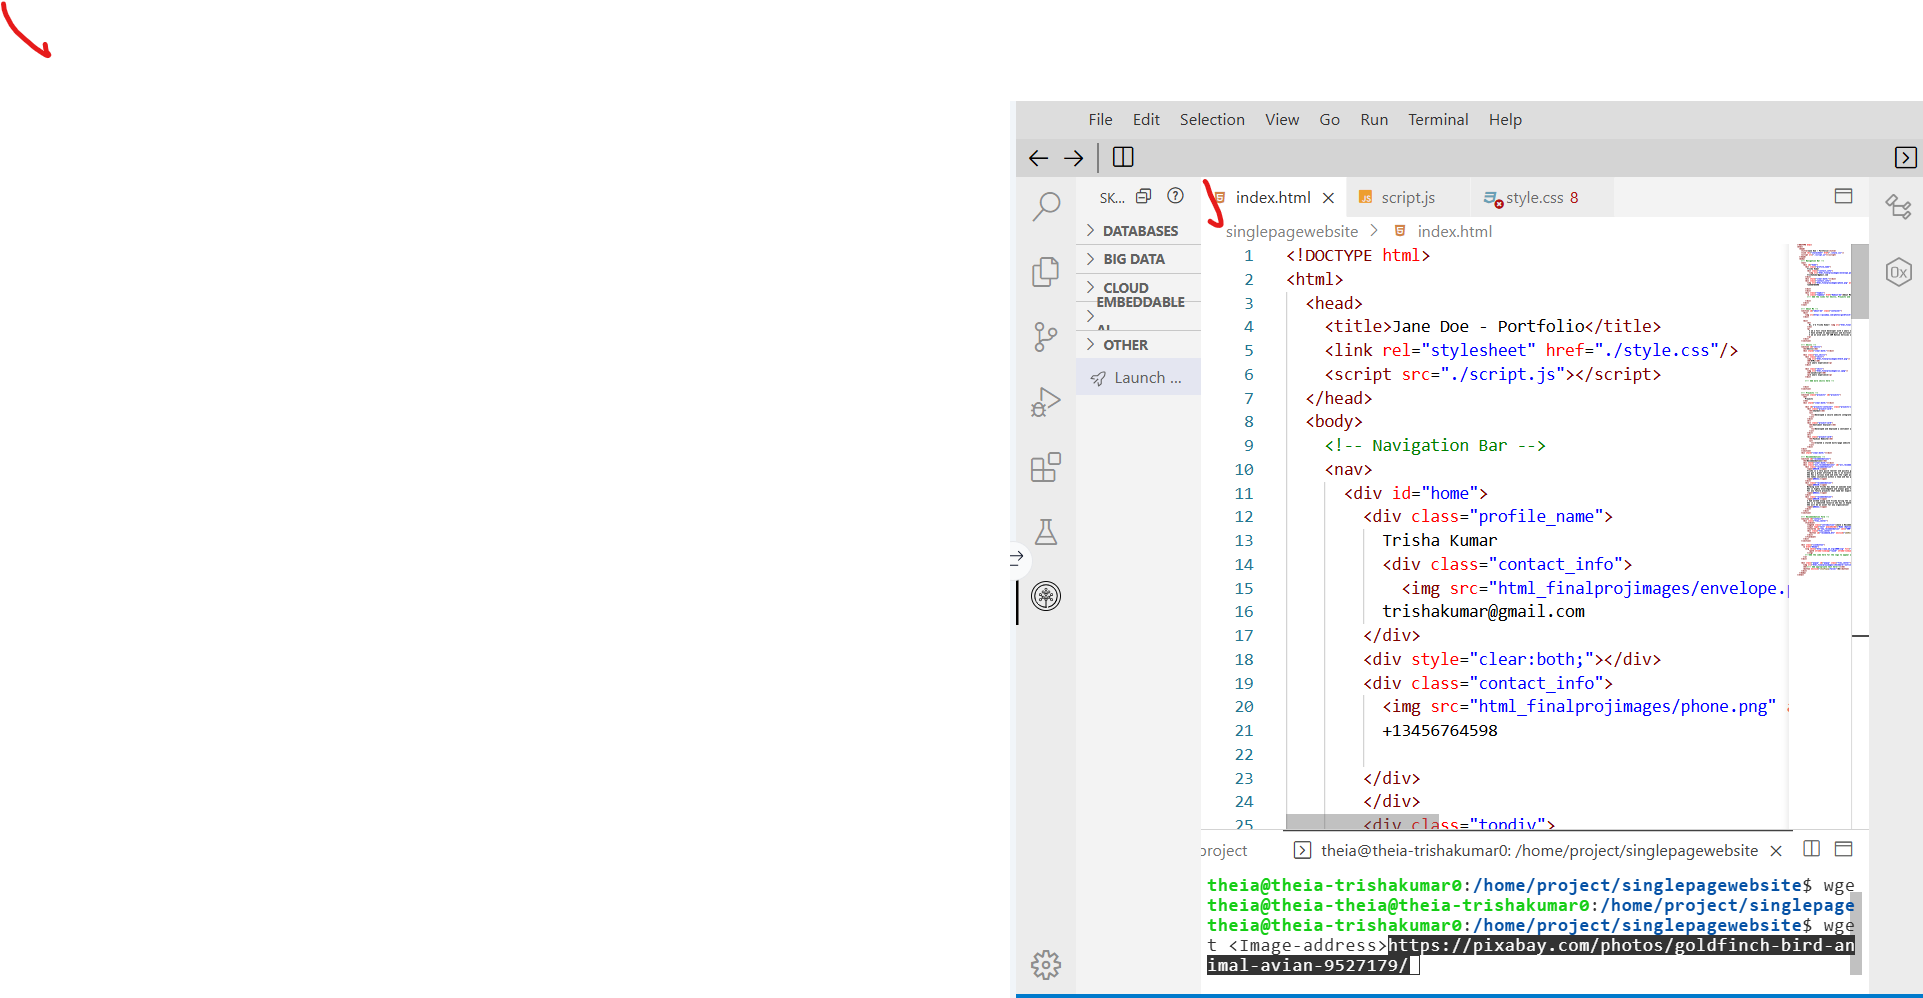 File Edit Selection View Go Run Terminal Help
SK...
index.html
script.js
style.css 8
DATABASES
BIG DATA
CLOUD
EMBEDDABLE
AI
OTHER
Launch ...
singlepagewebsite > index.html
1 <!DOCTYPE html>
2 <html>
3 <head>
4 <title>Jane Doe - Portfolio</title>
5 <link rel="stylesheet" href="./style.css"/>
6 <script src="./script.js"></script>
7 </head>
8 <body>
9 <!-- Navigation Bar -->
10 <nav>
11 <div id="home">
12 <div class="profile_name">
13 Trisha Kumar
14 <div class="contact_info">
15 <img src="html_finalprojimages/envelope.p
16 trishakumar@gmail.com
17 </div>
18 <div style="clear:both;"></div>
19 <div class="contact_info">
20 <img src="html_finalprojimages/phone.png" a
21 +13456764598
22
23 </div>
24 </div>
25 <div class="topdiv">
project
theia@theia-trishakumar0: /home/project/singlepagewebsite
theia@theia-trishakumar0:/home/project/singlepagewebsite$ wge
theia@theia-theia@theia-trishakumar0:/home/project/singlepage
theia@theia-trishakumar0:/home/project/singlepagewebsite$ wge
t <Image-address>https://pixabay.com/photos/goldfinch-bird-an
imal-avian-9527179/